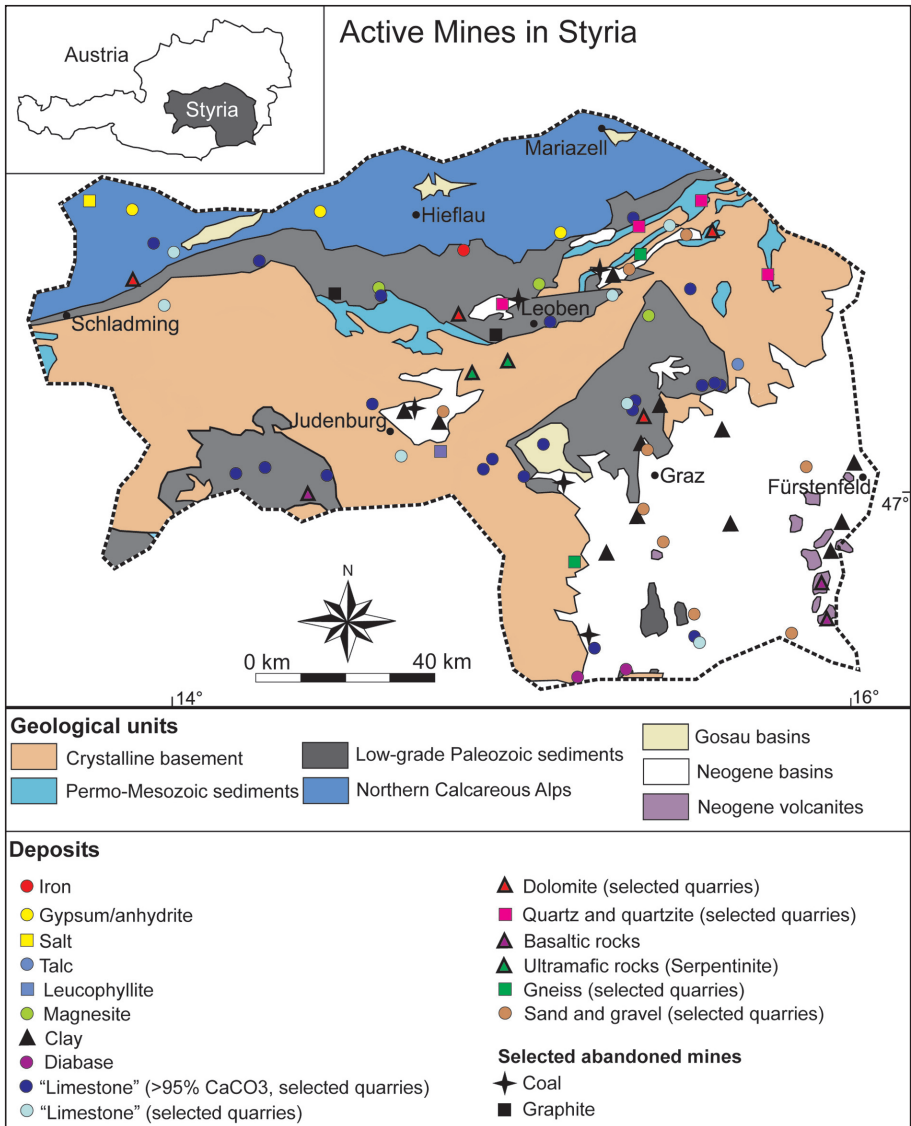 Active Mines in Styria
Austria
Styria
Mariazell
Hieflau
Schladming
Leoben
Judenburg
Graz
Fürstenfeld
47°
N
0 km 40 km
14° 16°
Geological units
Crystalline basement
Permo-Mesozoic sediments
Low-grade Paleozoic sediments
Northern Calcareous Alps
Gosau basins
Neogene basins
Neogene volcanites
Deposits
Iron
Gypsum/anhydrite
Salt
Talc
Leucophyllite
Magnesite
Clay
Diabase
“Limestone” (>95% CaCO3, selected quarries)
“Limestone” (selected quarries)
Dolomite (selected quarries)
Quartz and quartzite (selected quarries)
Basaltic rocks
Ultramafic rocks (Serpentinite)
Gneiss (selected quarries)
Sand and gravel (selected quarries)
Selected abandoned mines
Coal
Graphite